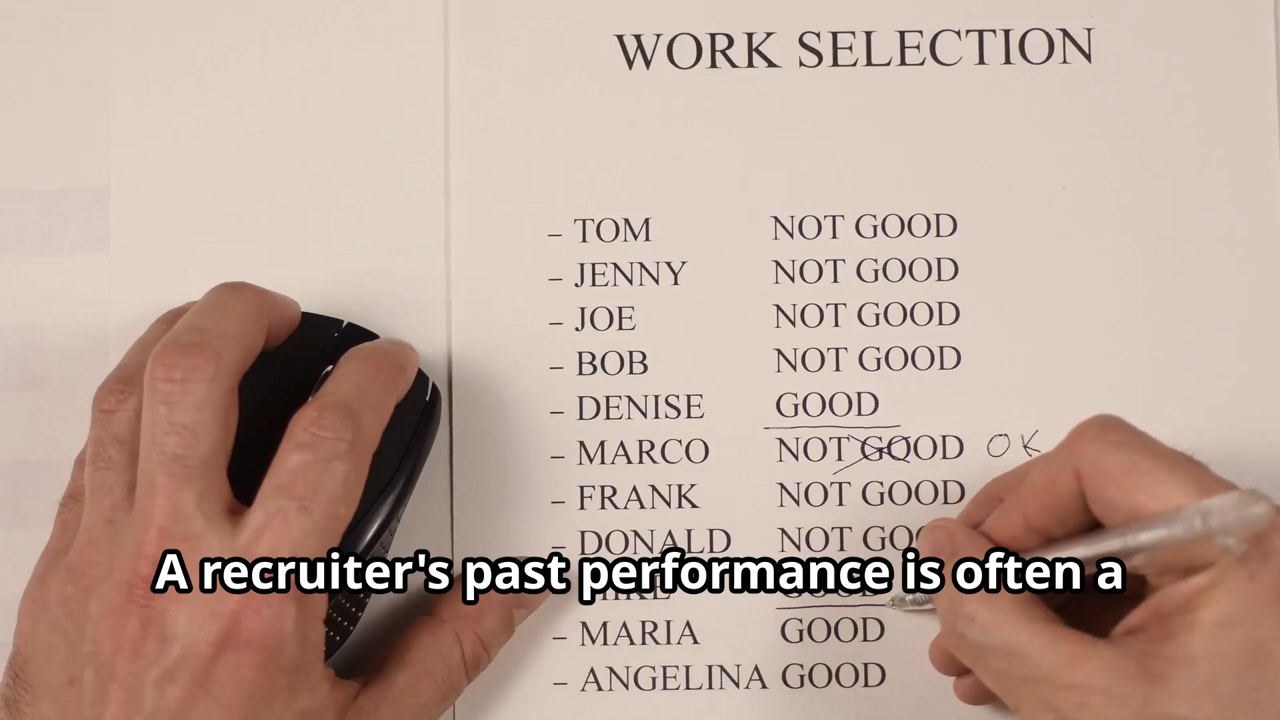 WORK SELECTION
– TOM NOT GOOD
– JENNY NOT GOOD
– JOE NOT GOOD
– BOB NOT GOOD
– DENISE GOOD
– MARCO NOT GOOD OK
– FRANK NOT GOOD
– DONALD NOT
A recruiter's past performance is often a
– MARIA GOOD
– ANGELINA GOOD